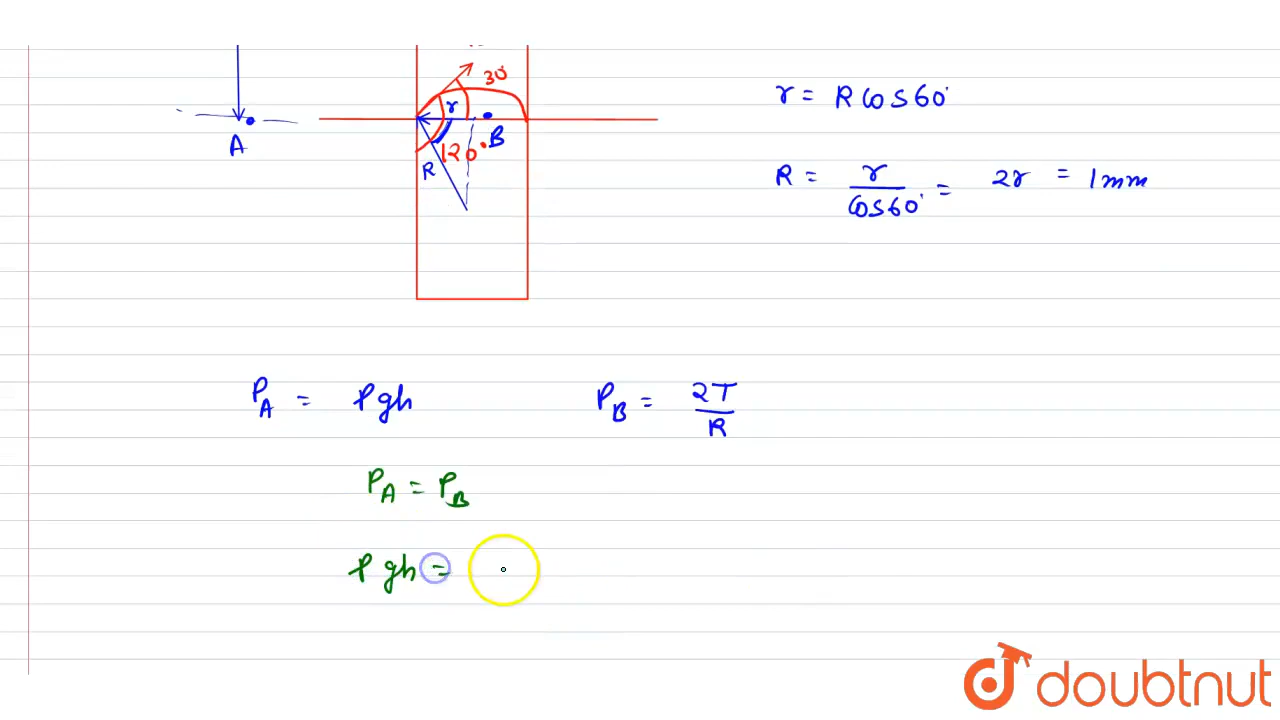 30°
r
r = R cos 60°
A
B
120°
R
R = r / cos 60° = 2r = 1mm
P_A = ρgh
P_B = 2T / R
P_A = P_B
ρgh =
doubtnut